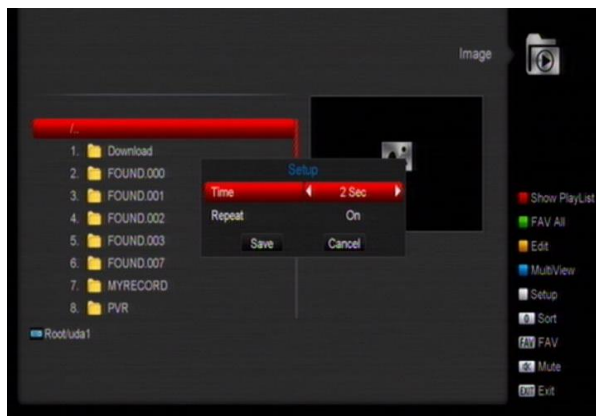 Image
/..
1. Download
2. FOUND.000
3. FOUND.001
4. FOUND.002
5. FOUND.003
6. FOUND.007
7. MYRECORD
8. PVR
Root/uda1
Setup
Time 2 Sec
Repeat On
Save Cancel
Show PlayList
FAV All
Edit
MultiView
Setup
0 Sort
FAV FAV
Mute
EXIT Exit